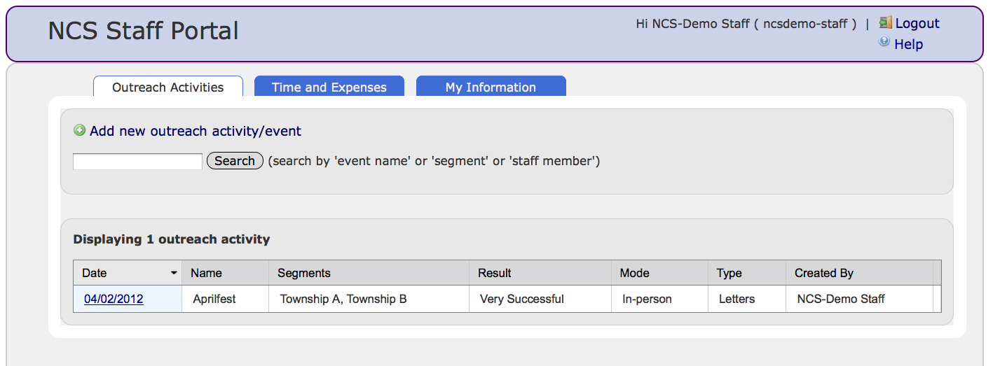 NCS Staff Portal
Hi NCS-Demo Staff ( ncsdemo-staff ) | Logout
Help
Outreach Activities Time and Expenses My Information
Add new outreach activity/event
Search (search by 'event name' or 'segment' or 'staff member')
Displaying 1 outreach activity
Date Name Segments Result Mode Type Created By
04/02/2012 Aprilfest Township A, Township B Very Successful In-person Letters NCS-Demo Staff